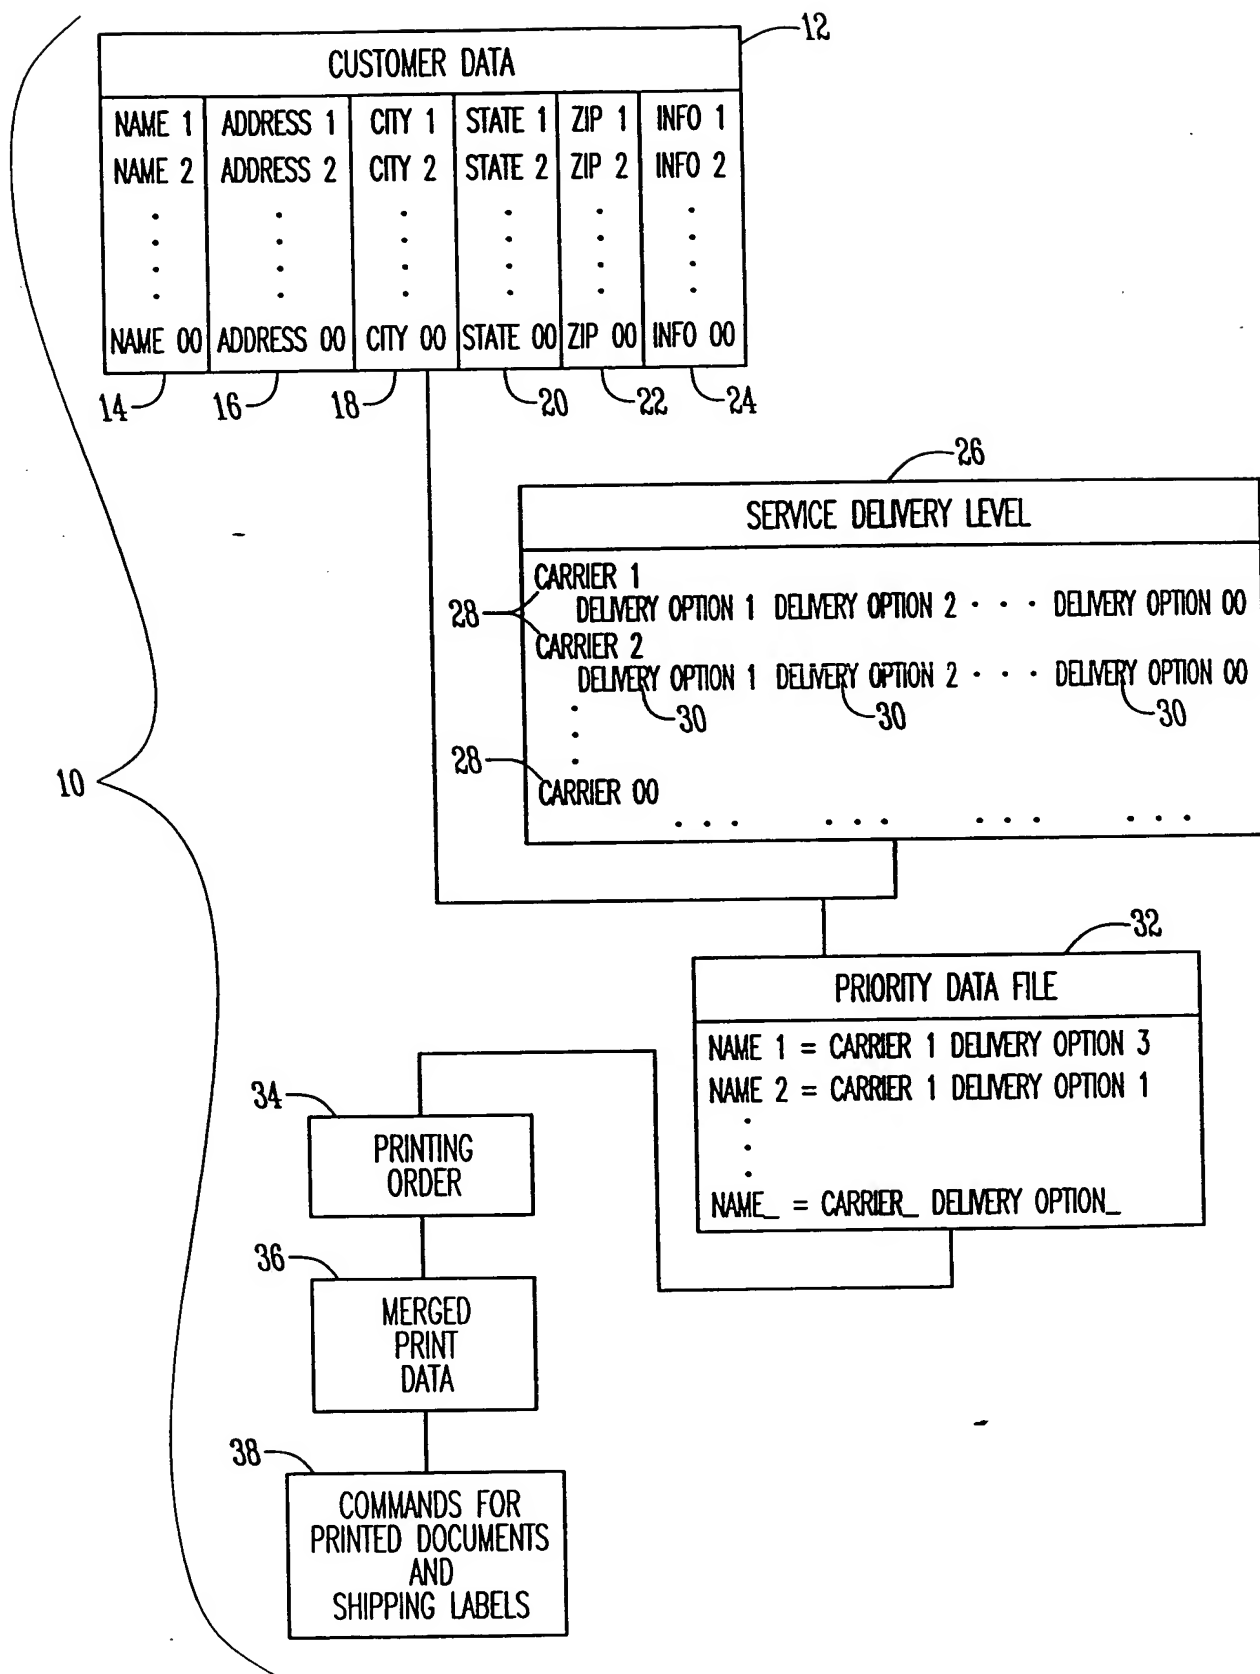 12
CUSTOMER DATA
NAME 1 ADDRESS 1 CITY 1 STATE 1 ZIP 1 INFO 1
NAME 2 ADDRESS 2 CITY 2 STATE 2 ZIP 2 INFO 2
NAME 00 ADDRESS 00 CITY 00 STATE 00 ZIP 00 INFO 00
14 16 18 20 22 24
26
SERVICE DELIVERY LEVEL
CARRIER 1
28 DELIVERY OPTION 1 DELIVERY OPTION 2 · · · DELIVERY OPTION 00
CARRIER 2
DELIVERY OPTION 1 DELIVERY OPTION 2 · · · DELIVERY OPTION 00
30 30 30
28
CARRIER 00
· · · · · · · · · · · ·
10
32
PRIORITY DATA FILE
NAME 1 = CARRIER 1 DELIVERY OPTION 3
NAME 2 = CARRIER 1 DELIVERY OPTION 1
NAME_ = CARRIER_ DELIVERY OPTION_
34
PRINTING
ORDER
36
MERGED
PRINT
DATA
38
COMMANDS FOR
PRINTED DOCUMENTS
AND
SHIPPING LABELS